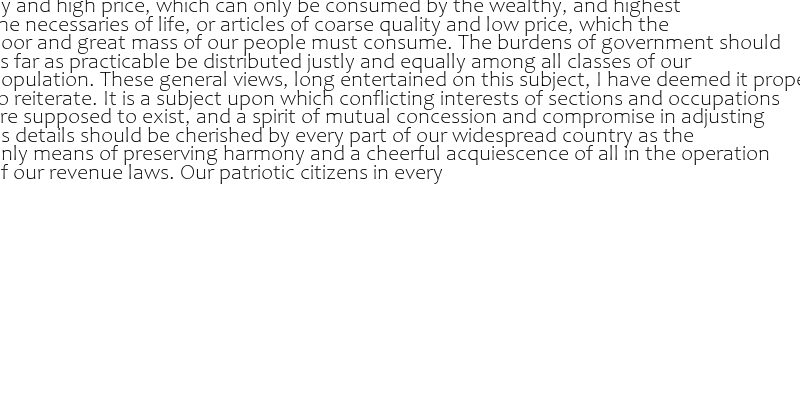 y and high price, which can only be consumed by the wealthy, and highest
he necessaries of life, or articles of coarse quality and low price, which the
oor and great mass of our people must consume. The burdens of government should
s far as practicable be distributed justly and equally among all classes of our
opulation. These general views, long entertained on this subject, I have deemed it prope
o reiterate. It is a subject upon which conflicting interests of sections and occupations
re supposed to exist, and a spirit of mutual concession and compromise in adjusting
s details should be cherished by every part of our widespread country as the
nly means of preserving harmony and a cheerful acquiescence of all in the operation
f our revenue laws. Our patriotic citizens in every